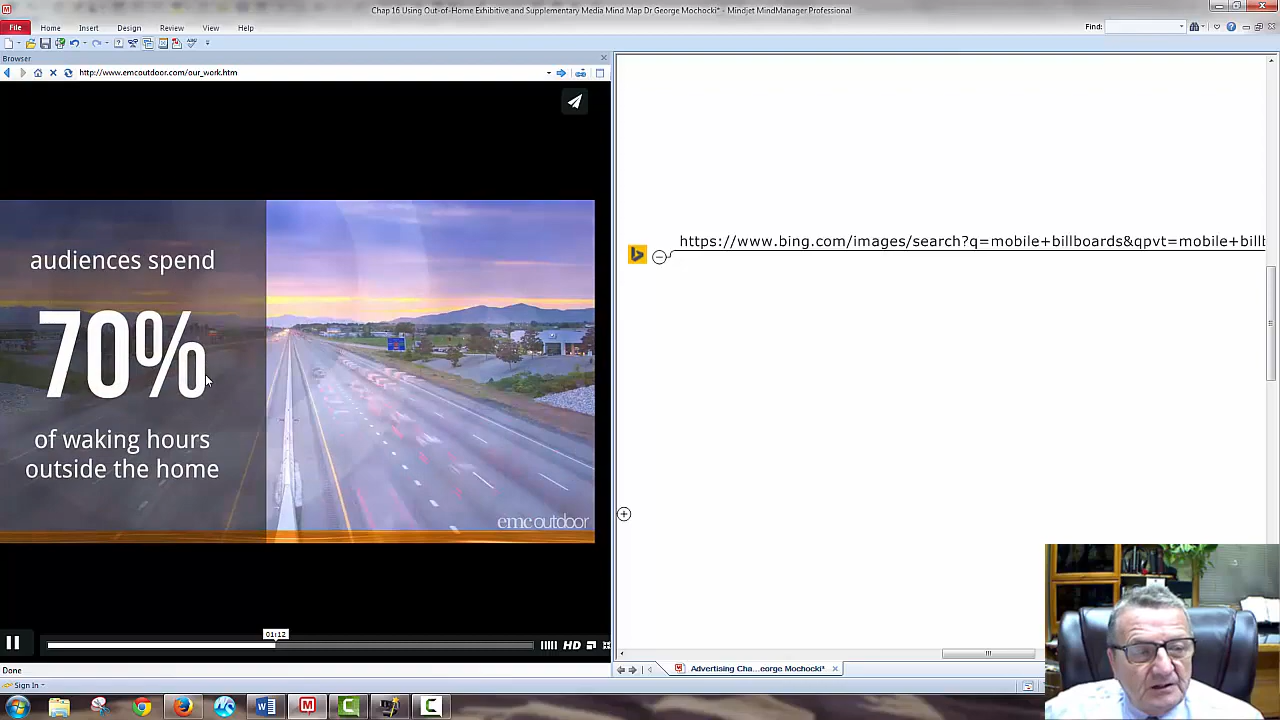 Chap 16 Using Out-of-Home Exhibitive and Supplementary Media Mind Map Dr George Mochocki* - Mindjet MindManager Professional
File Home Insert Design Review View Help
Find:
Browser
http://www.emcoutdoor.com/our_work.htm
audiences spend
70%
of waking hours
outside the home
emcoutdoor
https://www.bing.com/images/search?q=mobile+billboards&qpvt=mobile+billb
01:12
HD
Done
Advertising Cha...eorge Mochocki*
Sign In